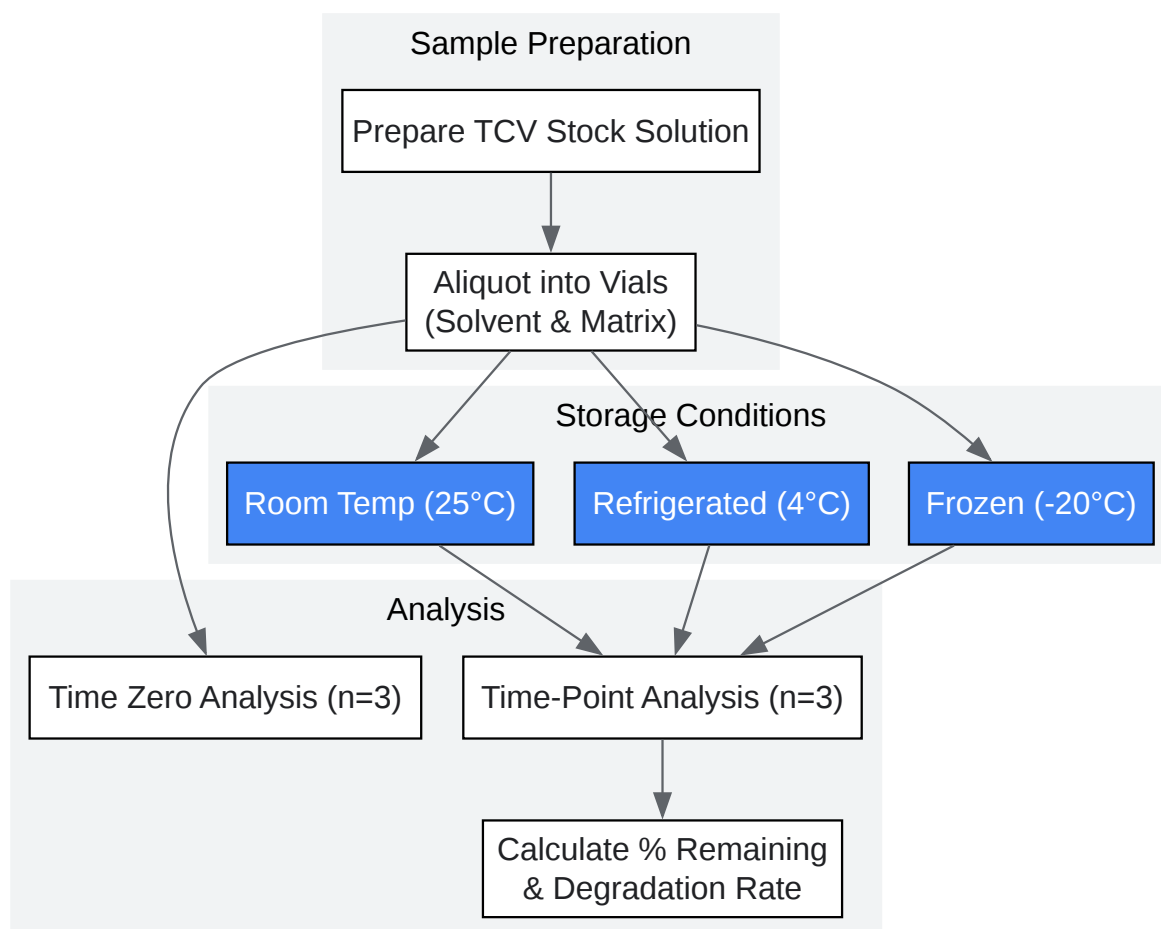 Sample Preparation
Prepare TCV Stock Solution
Aliquot into Vials
(Solvent & Matrix)
Storage Conditions
Room Temp (25°C)
Refrigerated (4°C)
Frozen (-20°C)
Analysis
Time Zero Analysis (n=3)
Time-Point Analysis (n=3)
Calculate % Remaining
& Degradation Rate